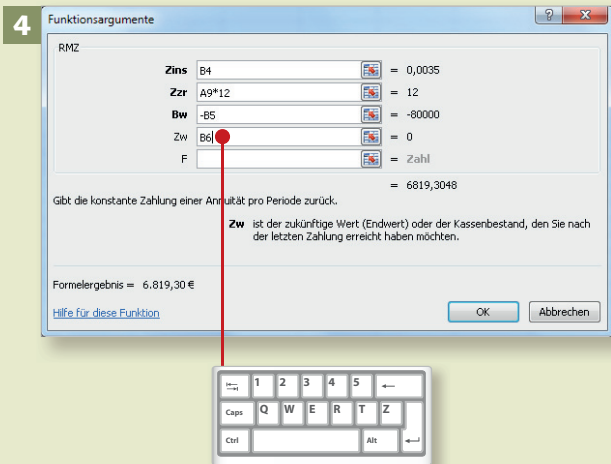 4
Funktionsargumente
RMZ
Zins B4 = 0,0035
Zzr A9*12 = 12
Bw -B5 = -80000
Zw B6 = 0
F = Zahl
= 6819,3048
Gibt die konstante Zahlung einer Annuität pro Periode zurück.
Zw ist der zukünftige Wert (Endwert) oder der Kassenbestand, den Sie nach
der letzten Zahlung erreicht haben möchten.
Formelergebnis = 6.819,30 €
Hilfe für diese Funktion OK Abbrechen
1 2 3 4 5
Caps Q W E R T Z
Ctrl Alt